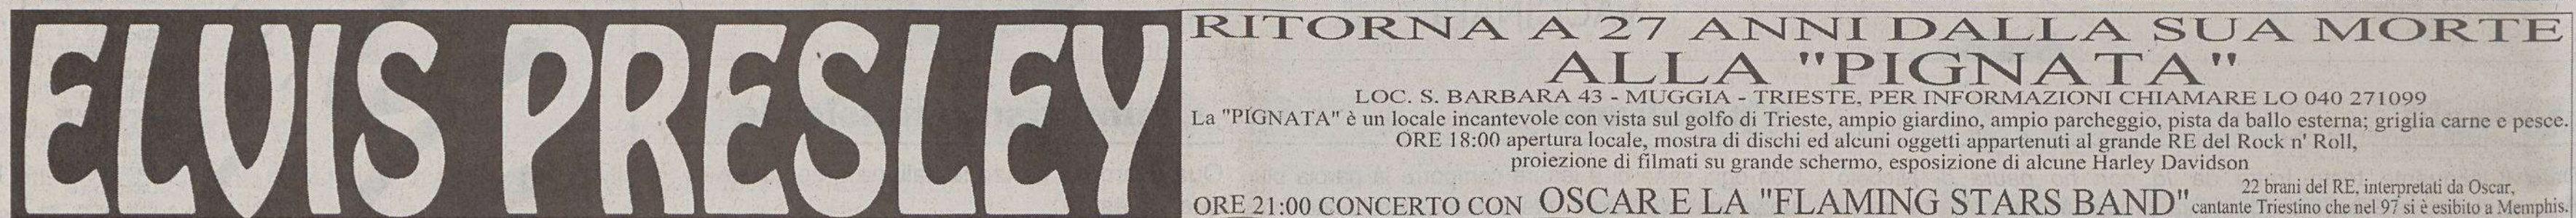 ELVIS PRESLEY
RITORNA A 27 ANNI DALLA SUA MORTE
ALLA "PIGNATA"
LOC. S. BARBARA 43 - MUGGIA - TRIESTE, PER INFORMAZIONI CHIAMARE LO 040 271099
La "PIGNATA" è un locale incantevole con vista sul golfo di Trieste, ampio giardino, ampio parcheggio, pista da ballo esterna; griglia carne e pesce.
ORE 18:00 apertura locale, mostra di dischi ed alcuni oggetti appartenuti al grande RE del Rock n' Roll,
proiezione di filmati su grande schermo, esposizione di alcune Harley Davidson
ORE 21:00 CONCERTO CON OSCAR E LA "FLAMING STARS BAND"
22 brani del RE, interpretati da Oscar,
cantante Triestino che nel 97 si è esibito a Memphis.